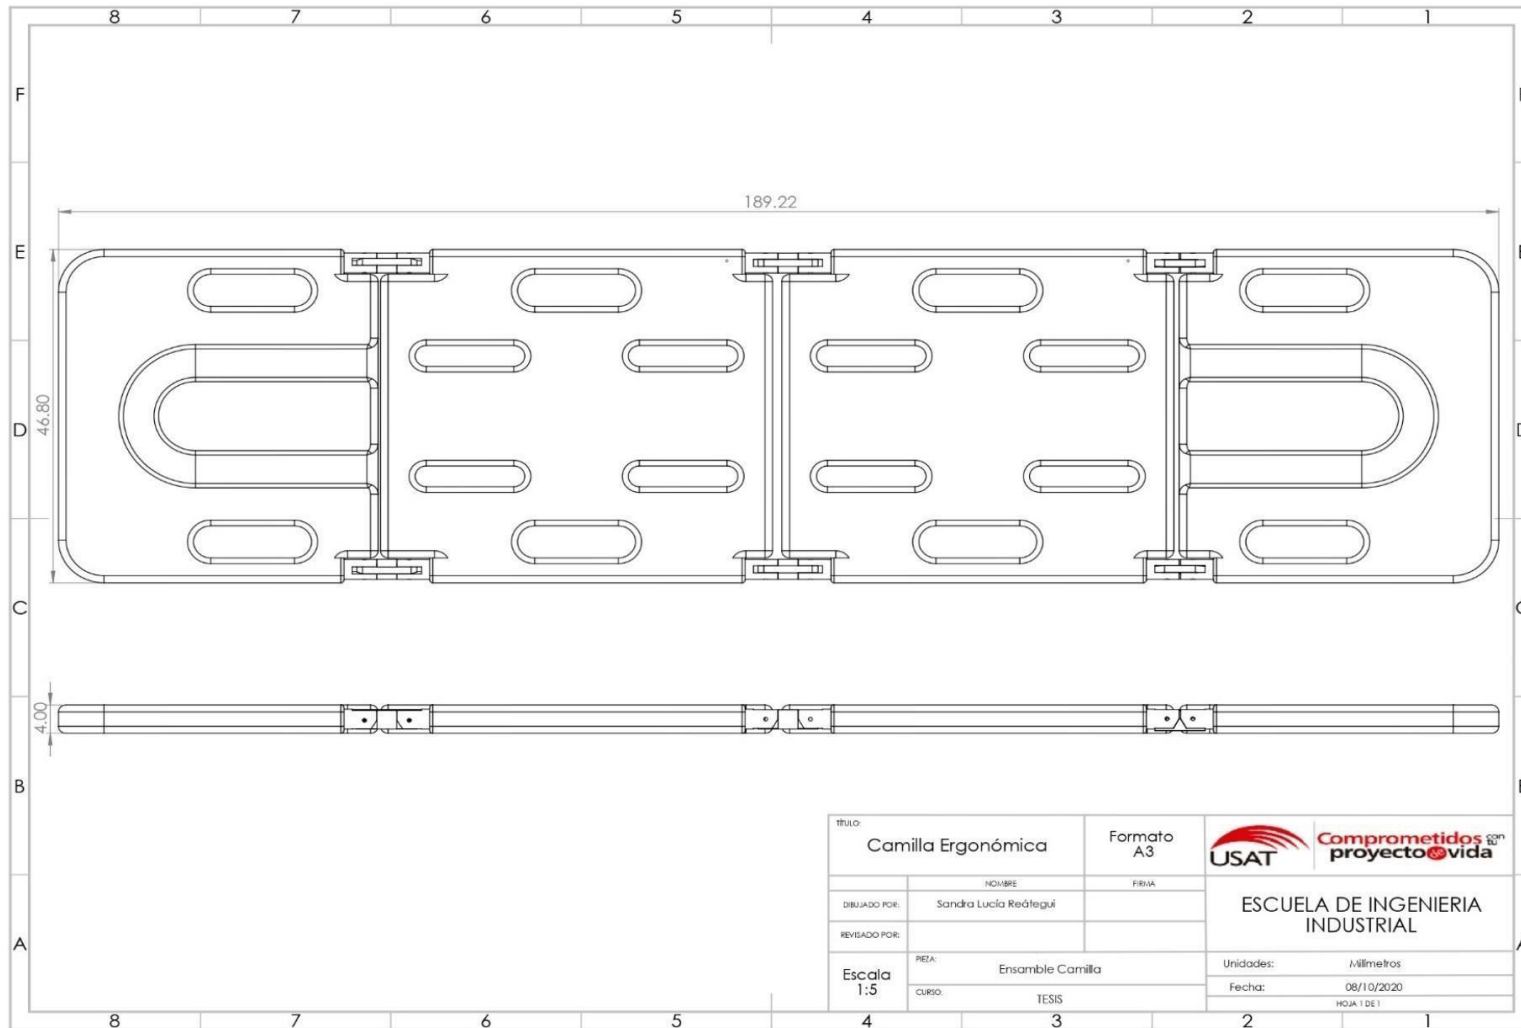 8 7 6 5 4 3 2 1
F
189.22
E
46.80
D
C
4.00
B
A
TÍTULO:
Camilla Ergonómica
Formato
A3
USAT
Comprometidos con tu
proyecto de vida
NOMBRE
FIRMA
DIBUJADO POR:
Sandra Lucía Reátegui
REVISADO POR:
ESCUELA DE INGENIERIA
INDUSTRIAL
Escala
1:5
PIEZA:
Ensamble Camilla
CURSO:
TESIS
Unidades:
Milímetros
Fecha:
08/10/2020
HOJA 1 DE 1
8 7 6 5 4 3 2 1